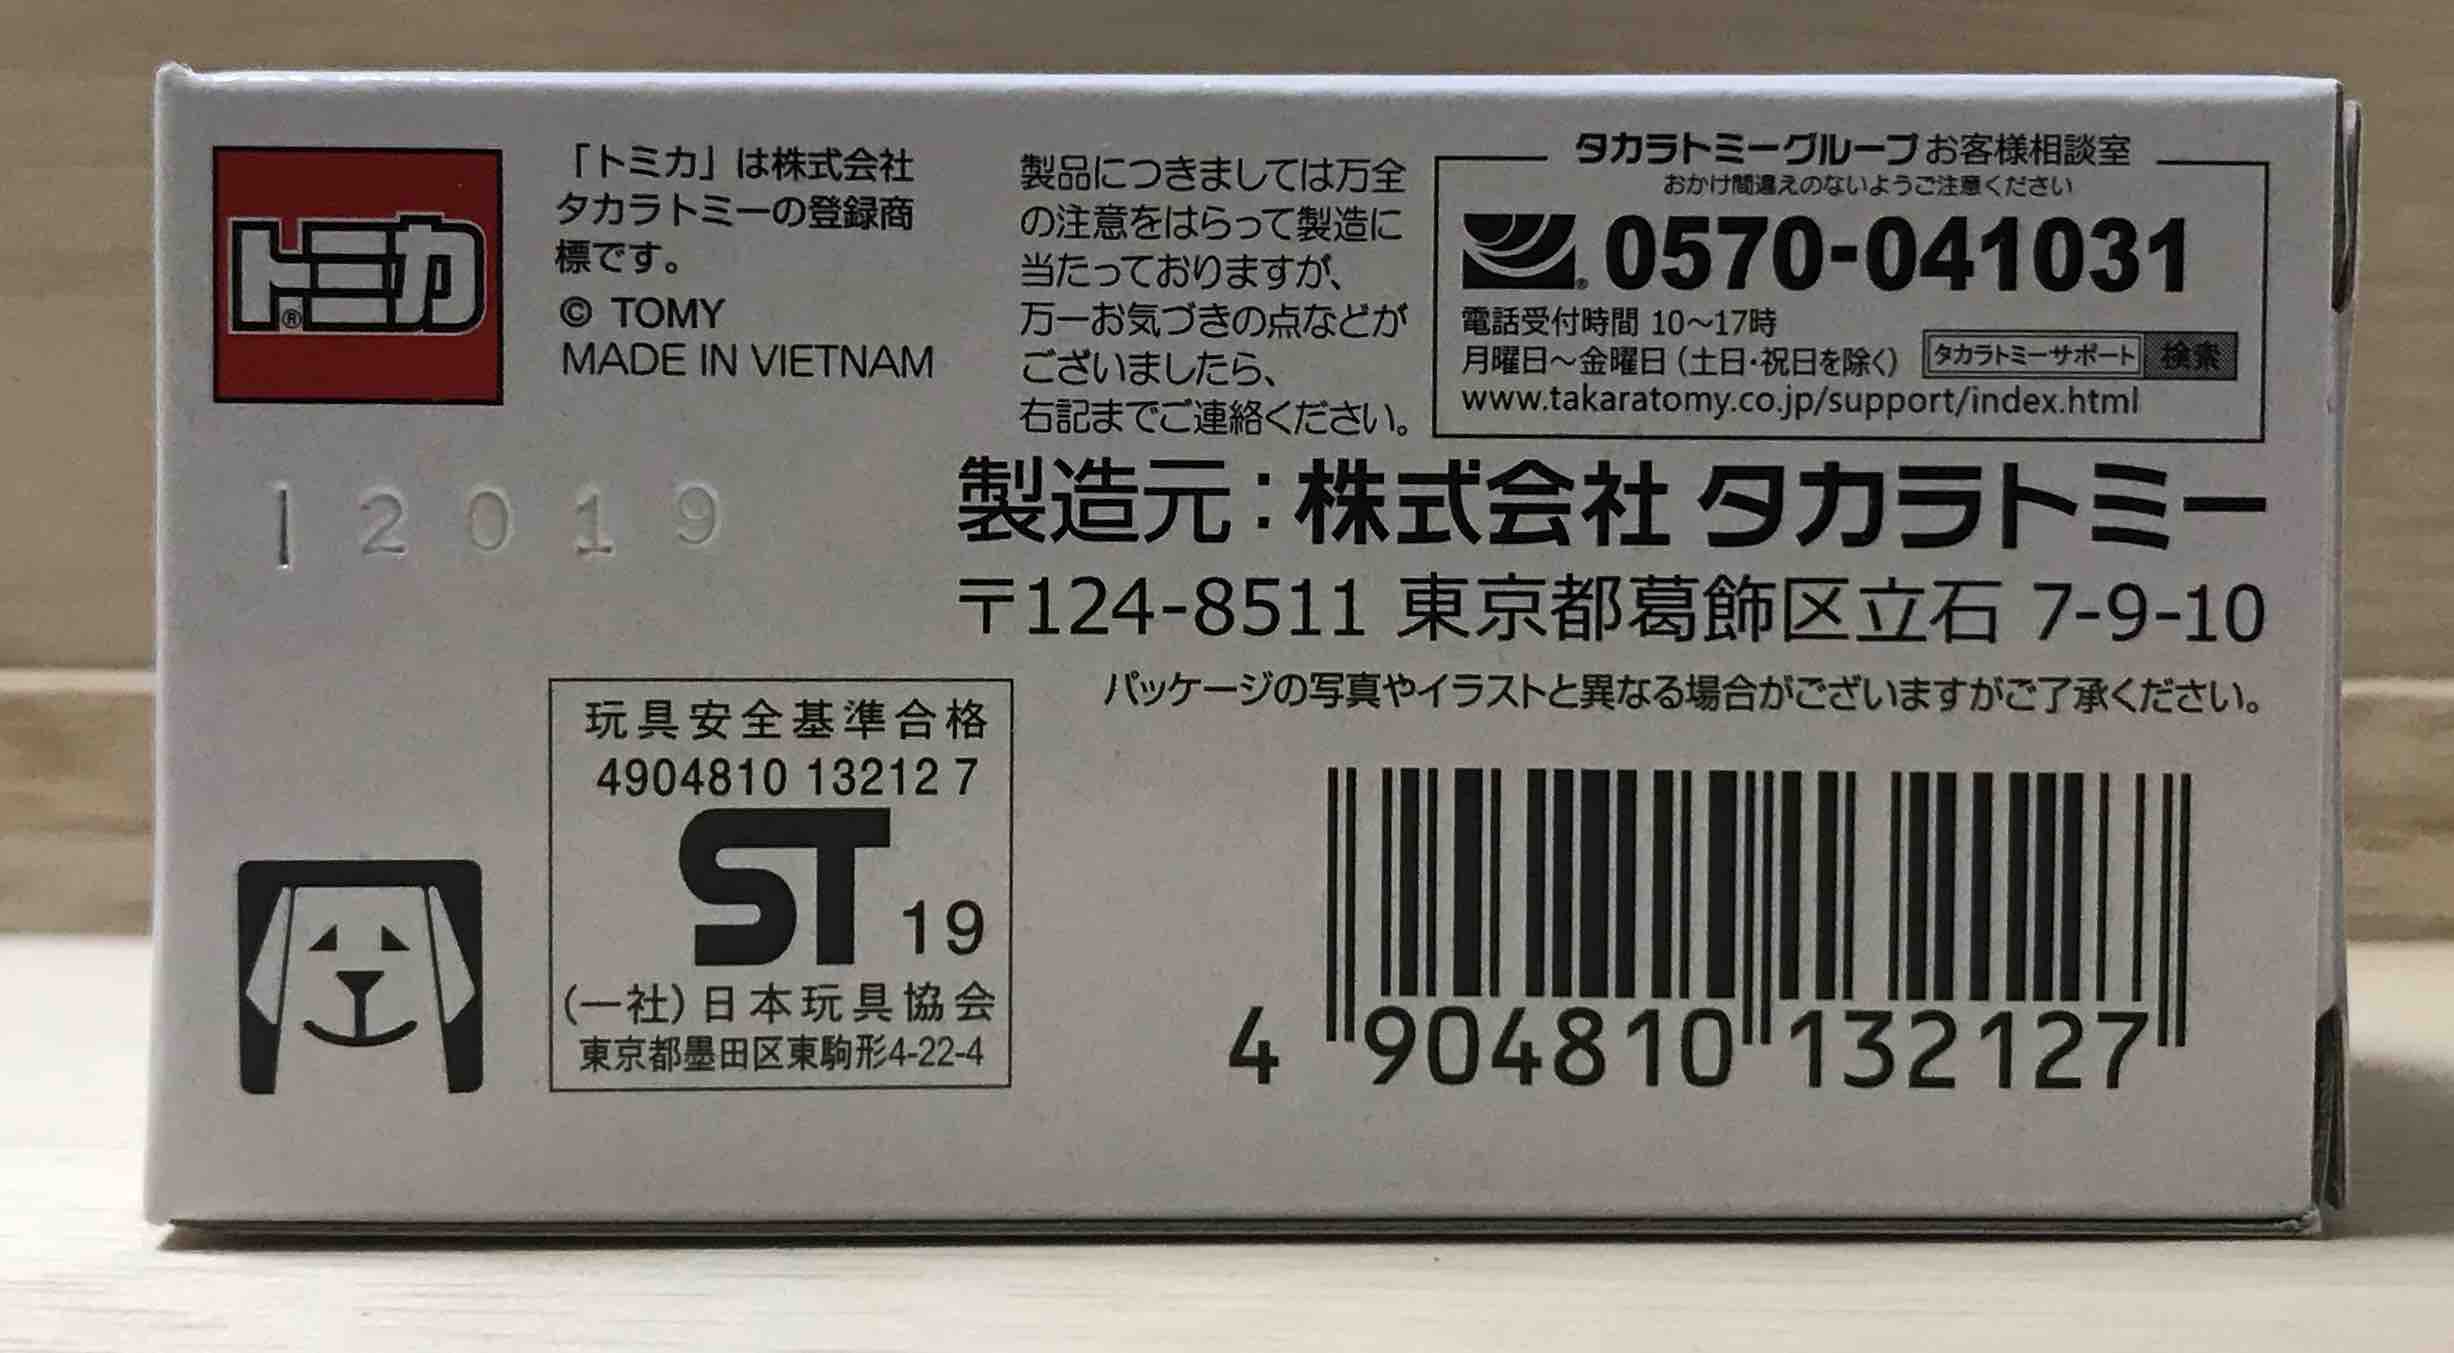 トミカ®
「トミカ」は株式会社
タカラトミーの登録商
標です。
© TOMY
MADE IN VIETNAM
製品につきましては万全
の注意をはらって製造に
当たっておりますが、
万一お気づきの点などが
ございましたら、
右記までご連絡ください。
タカラトミーグループお客様相談室
おかけ間違えのないようご注意ください
0570-041031
電話受付時間 10～17時
月曜日～金曜日（土日・祝日を除く）
タカラトミーサポート 検索
www.takaratomy.co.jp/support/index.html
12019
製造元：株式会社 タカラトミー
〒124-8511 東京都葛飾区立石 7-9-10
パッケージの写真やイラストと異なる場合がございますがご了承ください。
玩具安全基準合格
4904810 13212 7
ST 19
(一社)日本玩具協会
東京都墨田区東駒形4-22-4
4 904810 132127